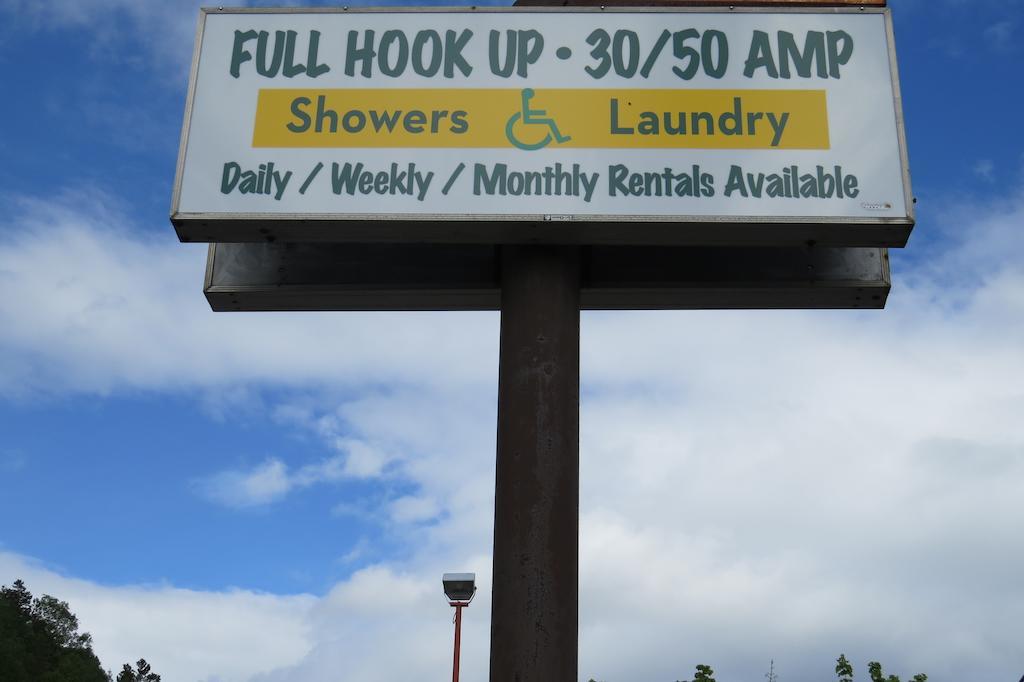 FULL HOOK UP • 30/50 AMP
Showers Laundry
Daily / Weekly / Monthly Rentals Available